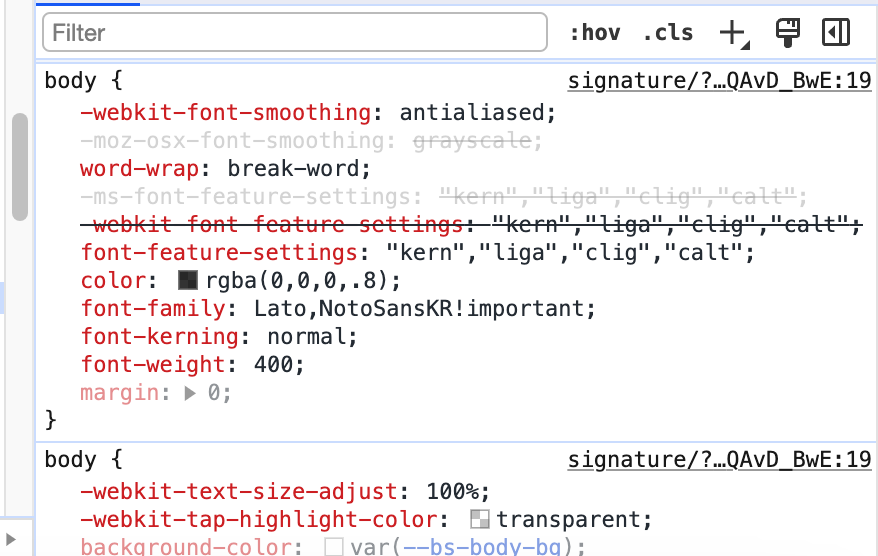 Filter :hov .cls
body { signature/?…QAvD_BwE:19
-webkit-font-smoothing: antialiased;
-moz-osx-font-smoothing: grayscale;
word-wrap: break-word;
-ms-font-feature-settings: "kern","liga","clig","calt";
-webkit-font-feature-settings: "kern","liga","clig","calt";
font-feature-settings: "kern","liga","clig","calt";
color: rgba(0,0,0,.8);
font-family: Lato,NotoSansKR!important;
font-kerning: normal;
font-weight: 400;
margin: 0;
}
body { signature/?…QAvD_BwE:19
-webkit-text-size-adjust: 100%;
-webkit-tap-highlight-color: transparent;
background-color: var(--bs-body-bg);